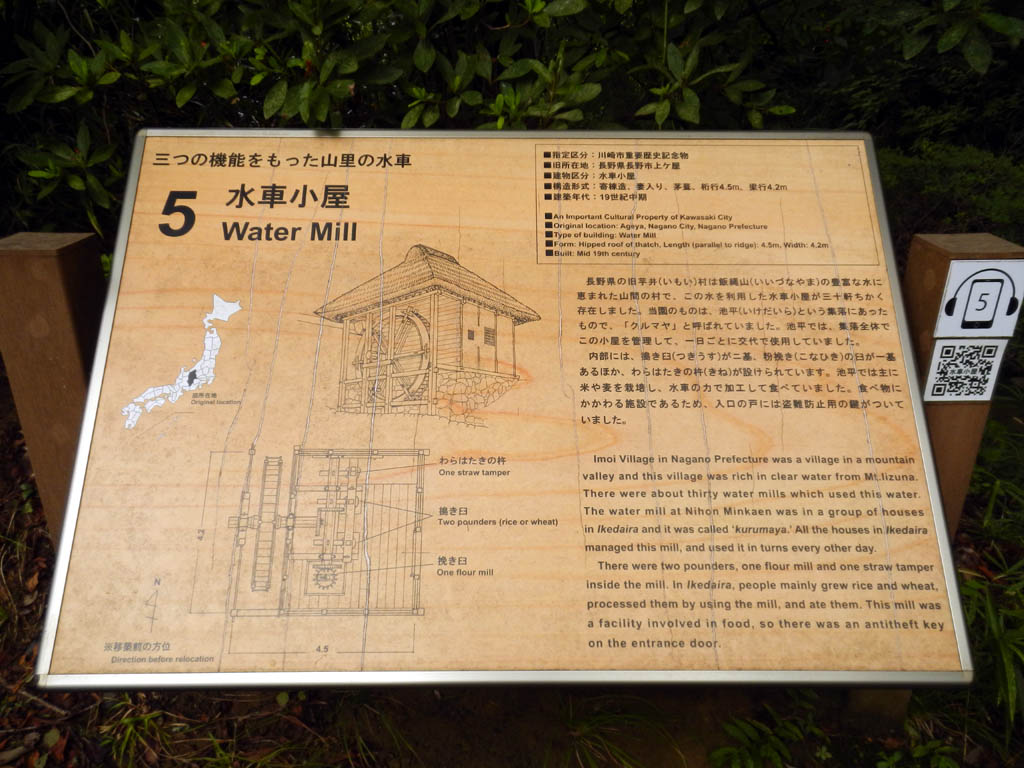 三つの機能をもった山里の水車
5
水車小屋
Water Mill
■指定区分：川崎市重要歴史記念物
■旧所在地：長野県長野市上ケ屋
■建物区分：水車小屋
■構造形式：寄棟造、妻入り、茅葺、桁行4.5m、梁行4.2m
■建築年代：19世紀中期
■An Important Cultural Property of Kawasaki City
■Original location: Ageya, Nagano City, Nagano Prefecture
■Type of building: Water Mill
■Form: Hipped roof of thatch, Length (parallel to ridge): 4.5m, Width: 4.2m
■Built: Mid 19th century
長野県の旧芋井(いもい)村は飯縄山(いいづなやま)の豊富な水に
恵まれた山間の村で、この水を利用した水車小屋が三十軒ちかく
存在しました。当園のものは、池平(いけだいら)という集落にあった
もので、「クルマヤ」と呼ばれていました。池平では、集落全体で
この小屋を管理して、一日ごとに交代で使用していました。
内部には、搗き臼(つきうす)が二基、粉挽き(こなひき)の臼が一基
あるほか、わらはたきの杵(きね)が設けられています。池平では主に
米や麦を栽培し、水車の力で加工して食べていました。食べ物に
かかわる施設であるため、入口の戸には盗難防止用の鍵がついて
いました。
Imoi Village in Nagano Prefecture was a village in a mountain
valley and this village was rich in clear water from Mt.Iizuna.
There were about thirty water mills which used this water.
The water mill at Nihon Minkaen was in a group of houses
in Ikedaira and it was called ‘kurumaya.’ All the houses in Ikedaira
managed this mill, and used it in turns every other day.
There were two pounders, one flour mill and one straw tamper
inside the mill. In Ikedaira, people mainly grew rice and wheat,
processed them by using the mill, and ate them. This mill was
a facility involved in food, so there was an antitheft key
on the entrance door.
旧所在地
Original location
わらはたきの杵
One straw tamper
搗き臼
Two pounders (rice or wheat)
挽き臼
One flour mill
4.2
4.5
N
※移築前の方位
Direction before relocation
5
水車小屋